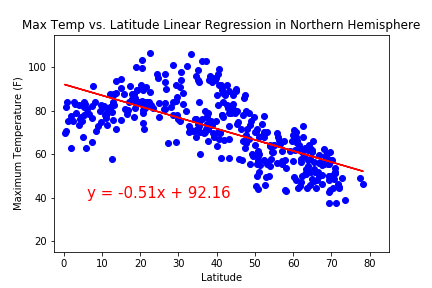 Max Temp vs. Latitude Linear Regression in Northern Hemisphere
Maximum Temperature (F)
100
80
60
40
20
y = -0.51x + 92.16
0 10 20 30 40 50 60 70 80
Latitude